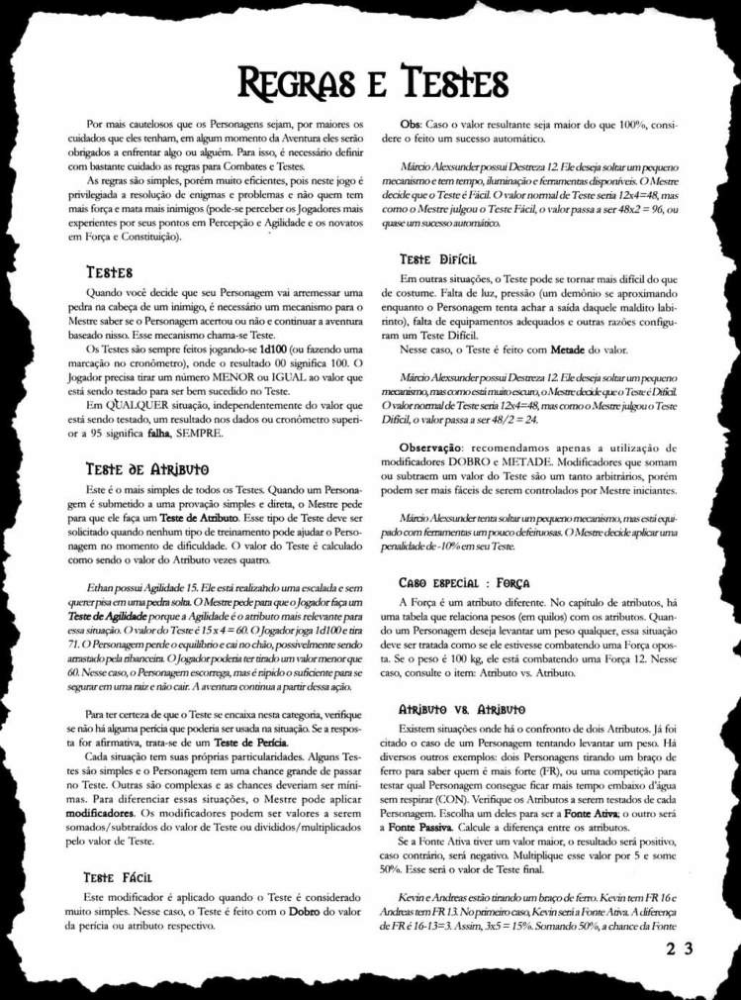 REGRAS E TESTES
Por mais cautelosos que os Personagens sejam, por maiores os
cuidados que eles tenham, em algum momento da Aventura eles serão
obrigados a enfrentar algo ou alguém. Para isso, é necessário definir
com bastante cuidado as regras para Combates e Testes.
As regras são simples, porém muito eficientes, pois neste jogo é
privilegiada a resolução de enigmas e problemas e não quem tem
mais força e mata mais inimigos (pode-se perceber os Jogadores mais
experientes por seus pontos em Percepção e Agilidade e os novatos
em Força e Constituição).
TESTES
Quando você decide que seu Personagem vai arremessar uma
pedra na cabeça de um inimigo, é necessário um mecanismo para o
Mestre saber se o Personagem acertou ou não e continuar a aventura
baseado nisso. Esse mecanismo chama-se Teste.
Os Testes são sempre feitos jogando-se 1d100 (ou fazendo uma
marcação no cronômetro), onde o resultado 00 significa 100. O
Jogador precisa tirar um número MENOR ou IGUAL ao valor que
está sendo testado para ser bem sucedido no Teste.
Em QUALQUER situação, independentemente do valor que
está sendo testado, um resultado nos dados ou cronômetro superi-
or a 95 significa falha, SEMPRE.
TESTE DE ATRIBUTO
Este é o mais simples de todos os Testes. Quando um Persona-
gem é submetido a uma provação simples e direta, o Mestre pede
para que ele faça um Teste de Atributo. Esse tipo de Teste deve ser
solicitado quando nenhum tipo de treinamento pode ajudar o Perso-
nagem no momento de dificuldade. O valor do Teste é calculado
como sendo o valor do Atributo vezes quatro.
Ethan possui Agilidade 15. Ele está realizando uma escalada e sem
querer pisa em uma pedra solta. O Mestre pede para que o Jogador faça um
Teste de Agilidade porque a Agilidade é o atributo mais relevante para
essa situação. O valor do Teste é 15 x 4 = 60. O Jogador joga 1d100 e tira
71. O Personagem perde o equilíbrio e cai no chão, possivelmente sendo
arrastado pela ribanceira. O Jogador poderia ter tirado um valor menor que
60. Nesse caso, o Personagem escorrega, mas é rápido o suficiente para se
segurar em uma raiz e não cair. A aventura continua a partir dessa ação.
Para ter certeza de que o Teste se encaixa nesta categoria, verifique
se não há alguma perícia que poderia ser usada na situação. Se a respos-
ta for afirmativa, trata-se de um Teste de Perícia.
Cada situação tem suas próprias particularidades. Alguns Tes-
tes são simples e o Personagem tem uma chance grande de passar
no Teste. Outras são complexas e as chances deveriam ser míni-
mas. Para diferenciar essas situações, o Mestre pode aplicar
modificadores. Os modificadores podem ser valores a serem
somados/subtraídos do valor de Teste ou divididos/multiplicados
pelo valor de Teste.
TESTE FÁCIL
Este modificador é aplicado quando o Teste é considerado
muito simples. Nesse caso, o Teste é feito com o Dobro do valor
da perícia ou atributo respectivo.
Obs: Caso o valor resultante seja maior do que 100%, consi-
dere o feito um sucesso automático.
Márcio Alexsunder possui Destreza 12. Ele deseja soltar um pequeno
mecanismo e tem tempo, iluminação e ferramentas disponíveis. O Mestre
decide que o Teste é Fácil. O valor normal de Teste seria 12x4=48, mas
como o Mestre julgou o Teste Fácil, o valor passa a ser 48x2 = 96, ou
quase um sucesso automático.
TESTE DIFÍCIL
Em outras situações, o Teste pode se tornar mais difícil do que
de costume. Falta de luz, pressão (um demônio se aproximando
enquanto o Personagem tenta achar a saída daquele maldito labi-
rinto), falta de equipamentos adequados e outras razões configu-
ram um Teste Difícil.
Nesse caso, o Teste é feito com Metade do valor.
Márcio Alexsunder possui Destreza 12. Ele deseja soltar um pequeno
mecanismo, mas como está muito escuro, o Mestre decide que o Teste é Difícil.
O valor normal de Teste seria 12x4=48, mas como o Mestre julgou o Teste
Difícil, o valor passa a ser 48/2 = 24.
Observação: recomendamos apenas a utilização de
modificadores DOBRO e METADE. Modificadores que somam
ou subtraem um valor do Teste são um tanto arbitrários, porém
podem ser mais fáceis de serem controlados por Mestre iniciantes.
Márcio Alexsunder tenta soltar um pequeno mecanismo, mas está equi-
pado com ferramentas um pouco defeituosas. O Mestre decide aplicar uma
penalidade de -10% em seu Teste.
CASO ESPECIAL : FORÇA
A Força é um atributo diferente. No capítulo de atributos, há
uma tabela que relaciona pesos (em quilos) com os atributos. Quan-
do um Personagem deseja levantar um peso qualquer, essa situação
deve ser tratada como se ele estivesse combatendo uma Força opos-
ta. Se o peso é 100 kg, ele está combatendo uma Força 12. Nesse
caso, consulte o item: Atributo vs. Atributo.
ATRIBUTO VS. ATRIBUTO
Existem situações onde há o confronto de dois Atributos. Já foi
citado o caso de um Personagem tentando levantar um peso. Há
diversos outros exemplos: dois Personagens tirando um braço de
ferro para saber quem é mais forte (FR), ou uma competição para
testar qual Personagem consegue ficar mais tempo embaixo d'água
sem respirar (CON). Verifique os Atributos a serem testados de cada
Personagem. Escolha um deles para ser a Fonte Ativa; o outro será
a Fonte Passiva. Calcule a diferença entre os atributos.
Se a Fonte Ativa tiver um valor maior, o resultado será positivo,
caso contrário, será negativo. Multiplique esse valor por 5 e some
50%. Esse será o valor de Teste final.
Kevin e Andreas estão tirando um braço de ferro. Kevin tem FR 16 e
Andreas tem FR 13. No primeiro caso, Kevin será a Fonte Ativa. A diferença
de FR é 16-13=3. Assim, 3x5 = 15%. Somando 50%, a chance da Fonte
2 3